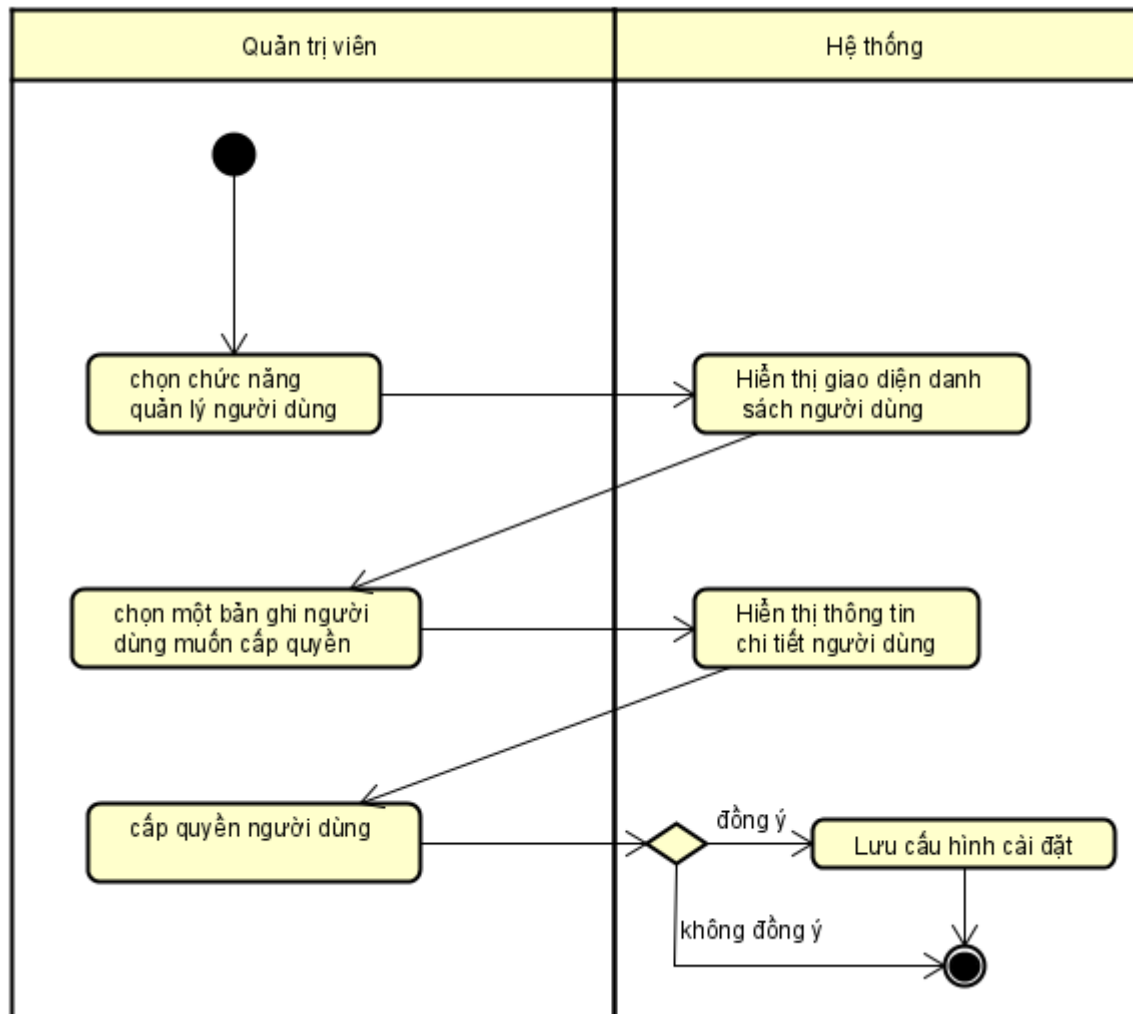 Quản trị viên
Hệ thống
chọn chức năng
quản lý người dùng
Hiển thị giao diện danh
sách người dùng
chọn một bản ghi người
dùng muốn cấp quyền
Hiển thị thông tin
chi tiết người dùng
cấp quyền người dùng
đồng ý
Lưu cấu hình cài đặt
không đồng ý